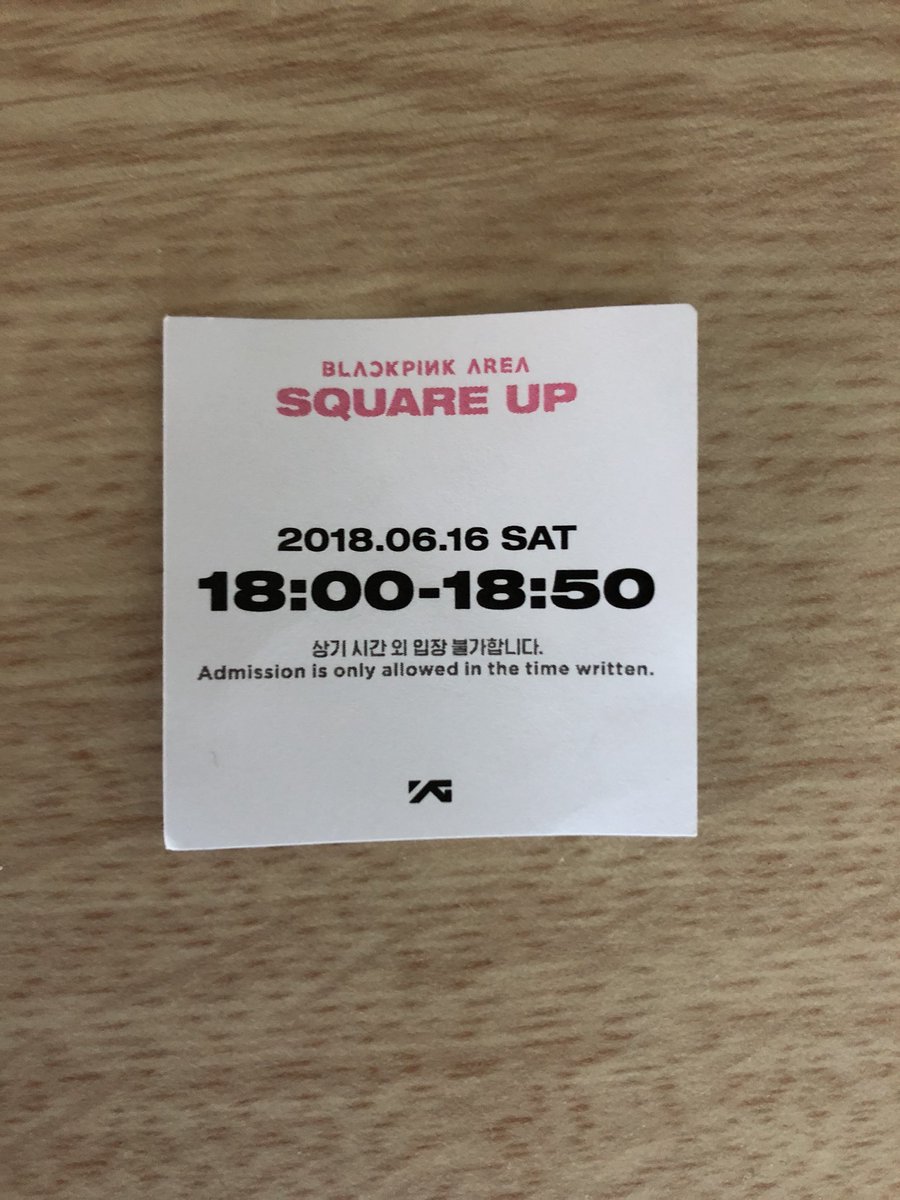 BLACKPINK AREA
SQUARE UP
2018.06.16 SAT
18:00-18:50
상기 시간 외 입장 불가합니다.
Admission is only allowed in the time written.
YG